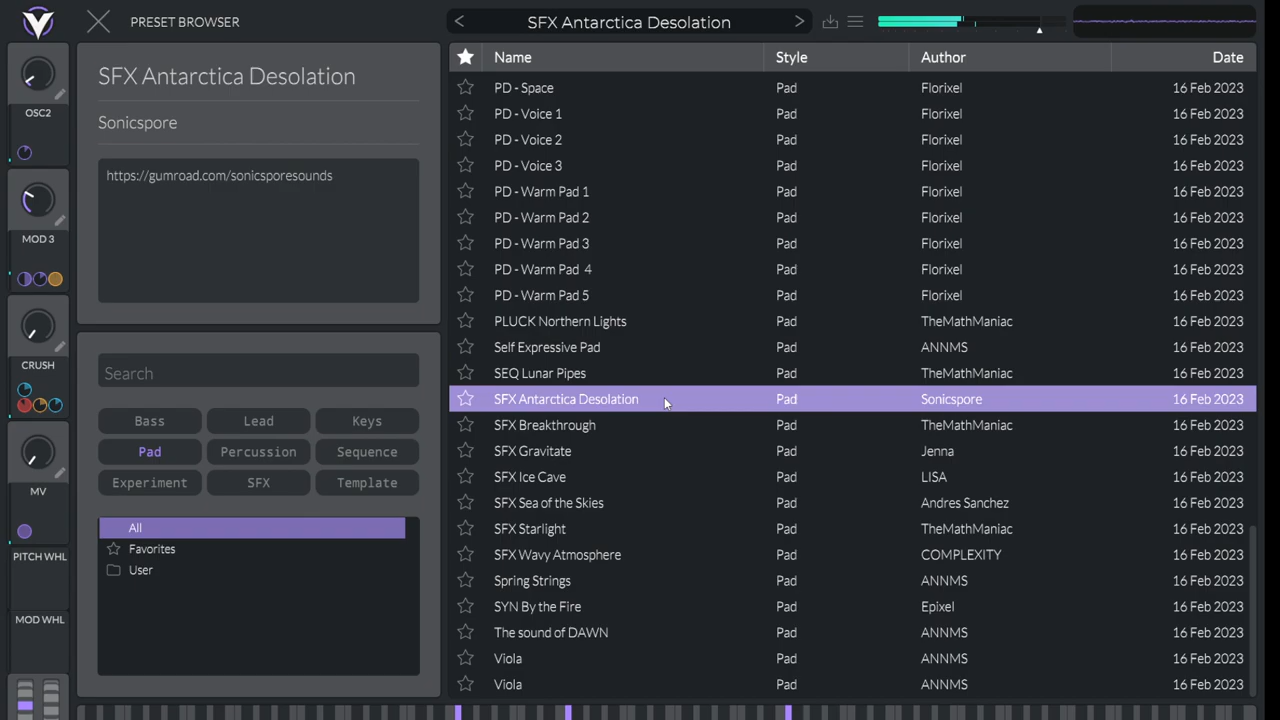 PRESET BROWSER
SFX Antarctica Desolation
OSC2
MOD 3
CRUSH
MV
PITCH WHL
MOD WHL
SFX Antarctica Desolation
Sonicspore
https://gumroad.com/sonicsporesounds
Search
Bass Lead Keys
Pad Percussion Sequence
Experiment SFX Template
All
Favorites
User
Name Style Author Date
PD - Space Pad Florixel 16 Feb 2023
PD - Voice 1 Pad Florixel 16 Feb 2023
PD - Voice 2 Pad Florixel 16 Feb 2023
PD - Voice 3 Pad Florixel 16 Feb 2023
PD - Warm Pad 1 Pad Florixel 16 Feb 2023
PD - Warm Pad 2 Pad Florixel 16 Feb 2023
PD - Warm Pad 3 Pad Florixel 16 Feb 2023
PD - Warm Pad  4 Pad Florixel 16 Feb 2023
PD - Warm Pad 5 Pad Florixel 16 Feb 2023
PLUCK Northern Lights Pad TheMathManiac 16 Feb 2023
Self Expressive Pad Pad ANNMS 16 Feb 2023
SEQ Lunar Pipes Pad TheMathManiac 16 Feb 2023
SFX Antarctica Desolation Pad Sonicspore 16 Feb 2023
SFX Breakthrough Pad TheMathManiac 16 Feb 2023
SFX Gravitate Pad Jenna 16 Feb 2023
SFX Ice Cave Pad LISA 16 Feb 2023
SFX Sea of the Skies Pad Andres Sanchez 16 Feb 2023
SFX Starlight Pad TheMathManiac 16 Feb 2023
SFX Wavy Atmosphere Pad COMPLEXITY 16 Feb 2023
Spring Strings Pad ANNMS 16 Feb 2023
SYN By the Fire Pad Epixel 16 Feb 2023
The sound of DAWN Pad ANNMS 16 Feb 2023
Viola Pad ANNMS 16 Feb 2023
Viola Pad ANNMS 16 Feb 2023